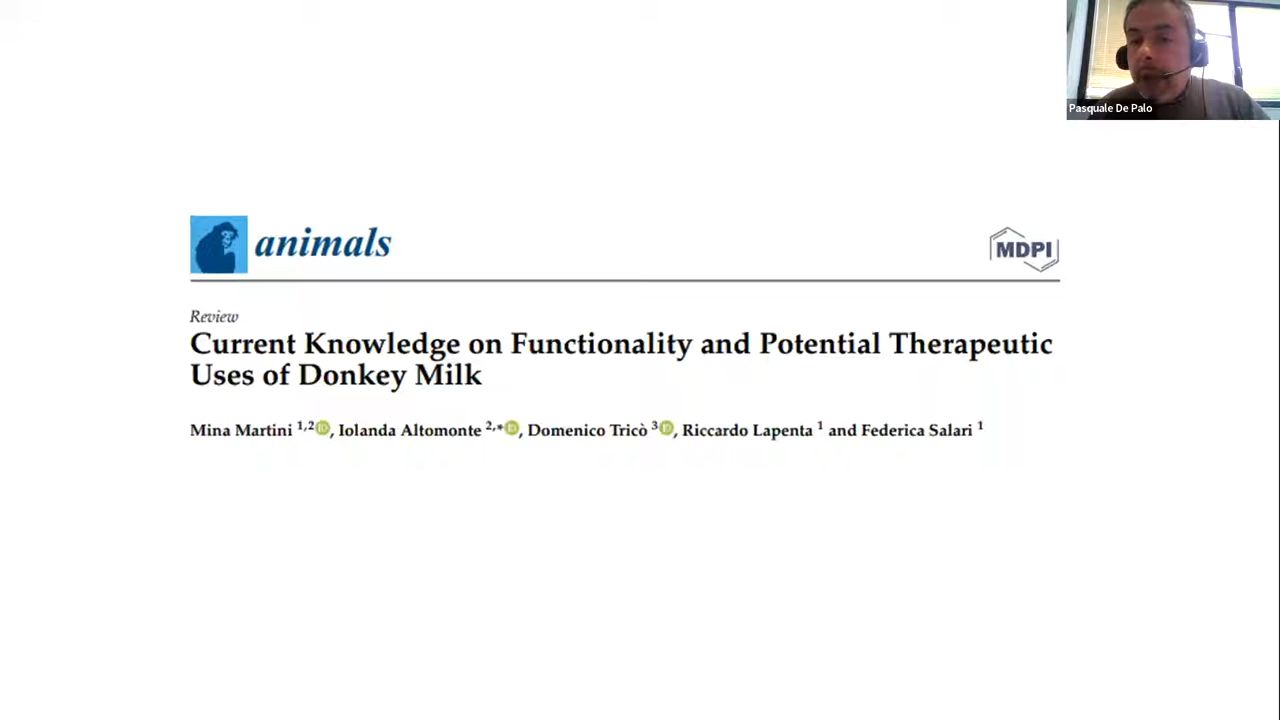 Pasquale De Palo
animals
MDPI
Review
Current Knowledge on Functionality and Potential Therapeutic
Uses of Donkey Milk
Mina Martini 1,2, Iolanda Altomonte 2,*, Domenico Tricò 3, Riccardo Lapenta 1 and Federica Salari 1